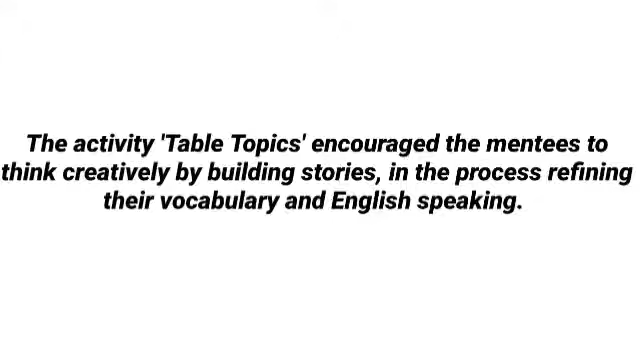 The activity 'Table Topics' encouraged the mentees to
think creatively by building stories, in the process refining
their vocabulary and English speaking.